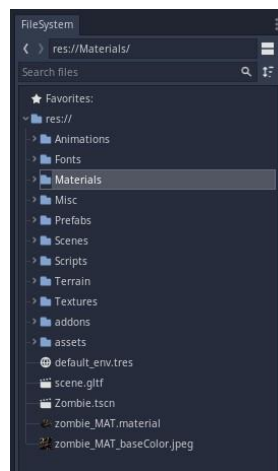 FileSystem
res://Materials/
Search files
Favorites:
res://
Animations
Fonts
Materials
Misc
Prefabs
Scenes
Scripts
Terrain
Textures
addons
assets
default_env.tres
scene.gltf
Zombie.tscn
zombie_MAT.material
zombie_MAT_baseColor.jpeg